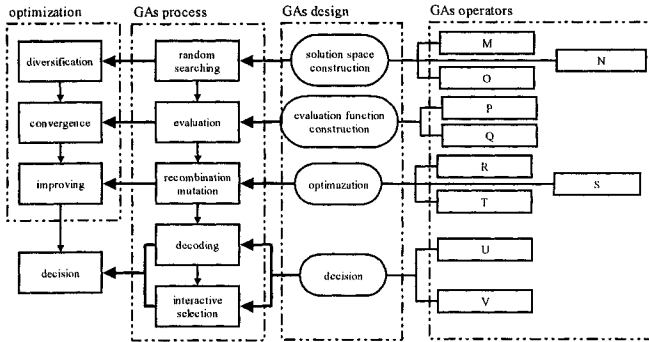 optimization
GAs process
GAs design
GAs operators
diversification
random
searching
solution space
construction
M
N
O
convergence
evaluation
evaluation function
construction
P
Q
improving
recombination
mutation
optimazation
R
S
T
decoding
decision
interactive
selection
decision
U
V